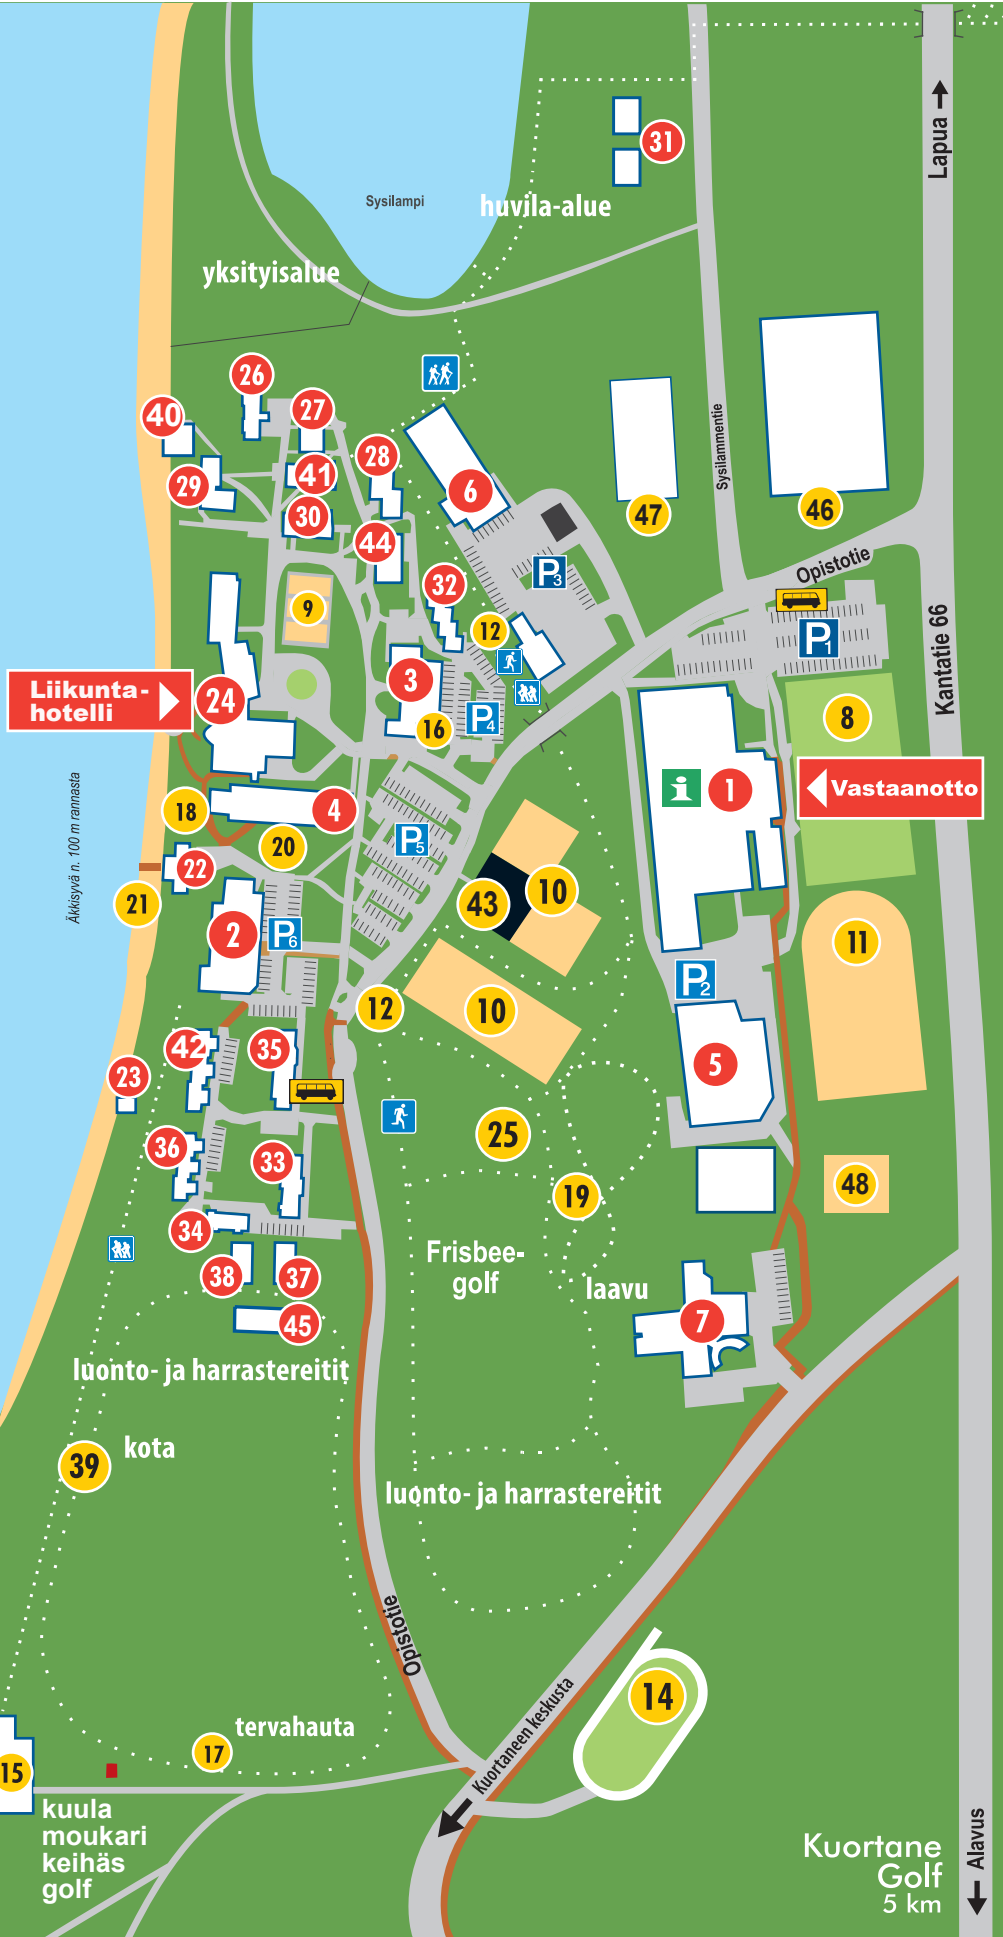 Lapua
31
Sysilampi
huvila-alue
yksityisalue
26
27
40
28
41
29
6
30
47
46
Sysilammentie
44
Opistotie
P3
32
9
12
P1
Kantatie 66
3
Liikunta-
hotelli
24
16
P4
8
1
Vastaanotto
18
4
P5
20
22
21
Äkkisyvä n. 100 m rannasta
43
10
2
P6
11
P2
12
10
42
35
5
23
25
36
33
48
19
34
Frisbee-
golf
38
37
laavu
45
7
luonto- ja harrastereitit
kota
39
luonto- ja harrastereitit
Opistotie
14
Kuortaneen keskusta
tervahauta
17
15
kuula
moukari
keihäs
golf
Kuortane
Golf
5 km
Alavus